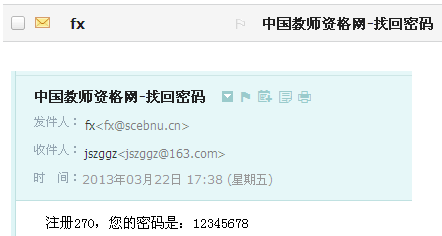 fx 中国教师资格网-找回密码
中国教师资格网-找回密码
发件人：fx<fx@scebnu.cn>
收件人：jszggz<jszggz@163.com>
时 间：2013年03月22日 17:38 (星期五)
注册270，您的密码是：12345678